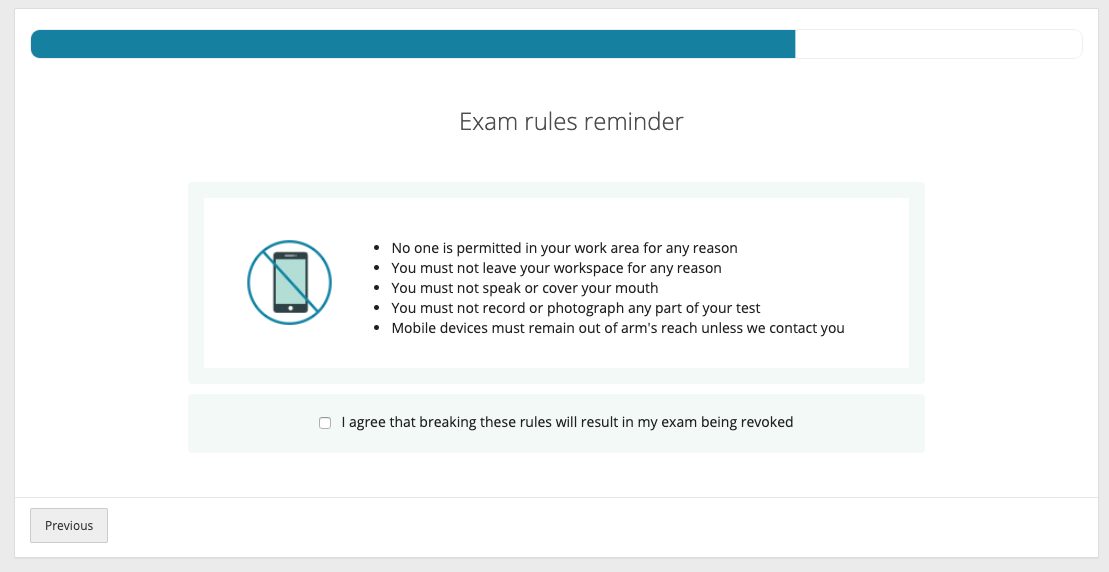 Exam rules reminder
No one is permitted in your work area for any reason
You must not leave your workspace for any reason
You must not speak or cover your mouth
You must not record or photograph any part of your test
Mobile devices must remain out of arm's reach unless we contact you
I agree that breaking these rules will result in my exam being revoked
Previous